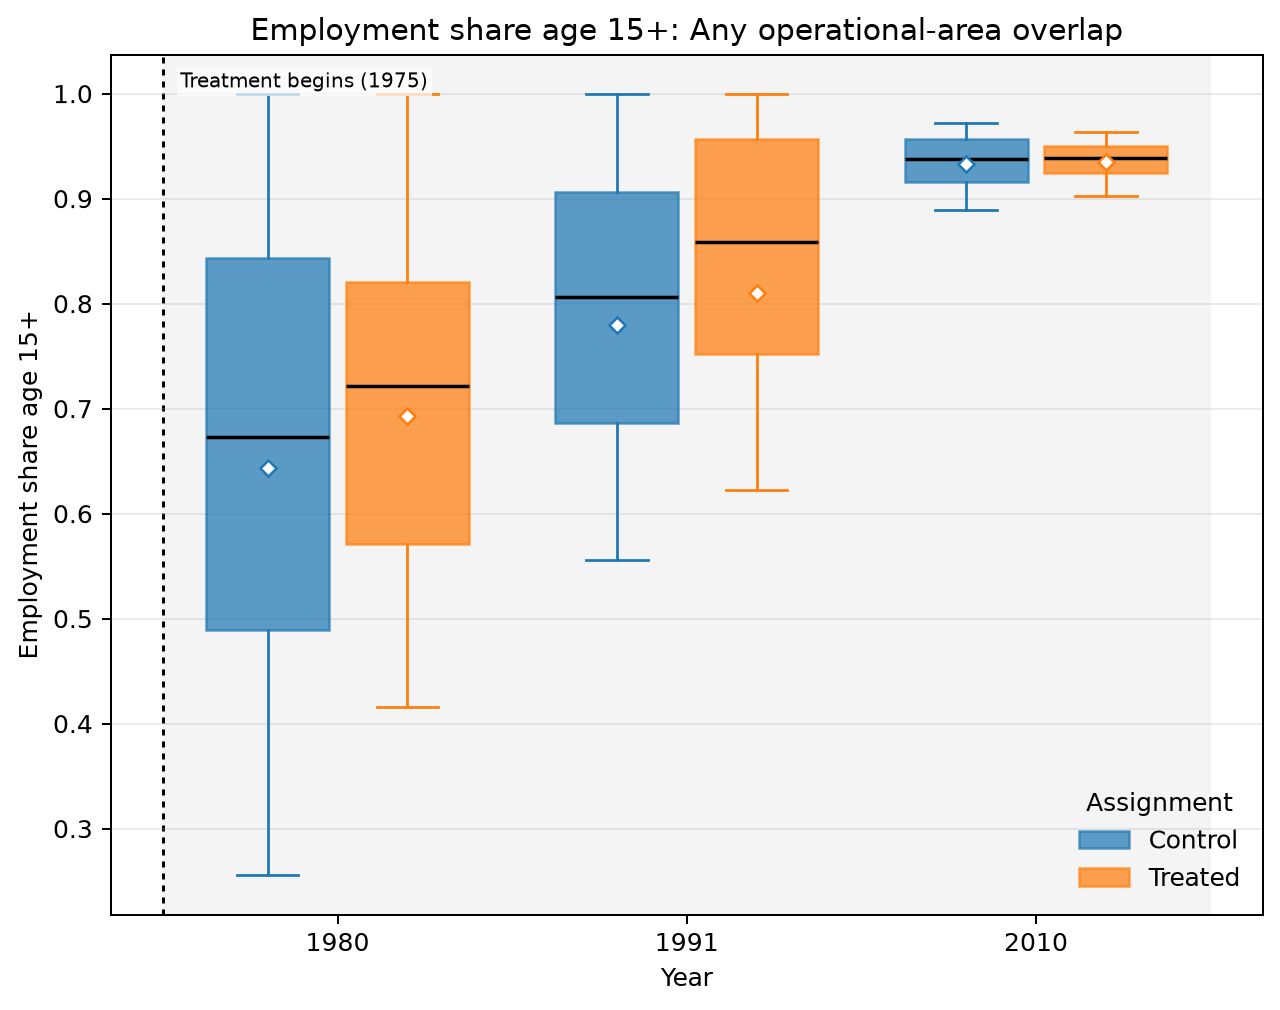 Employment share age 15+: Any operational-area overlap
Treatment begins (1975)
1.0
0.9
0.8
0.7
0.6
0.5
0.4
0.3
Employment share age 15+
1980
1991
2010
Year
Assignment
Control
Treated